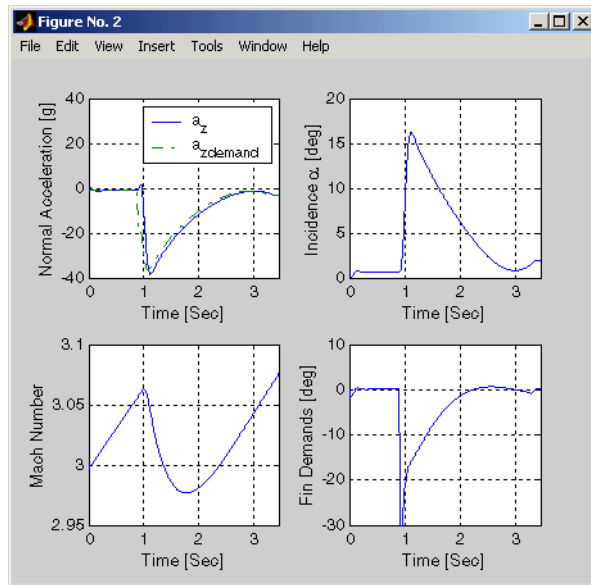 Figure No. 2
File Edit View Insert Tools Window Help
Normal Acceleration [g]
40
20
0
-20
-40
a_z
a_zdemand
0 1 2 3
Time [Sec]
Incidence α [deg]
20
15
10
5
0
0 1 2 3
Time [Sec]
Mach Number
3.1
3.05
3
2.95
0 1 2 3
Time [Sec]
Fin Demands [deg]
10
0
-10
-20
-30
0 1 2 3
Time [Sec]